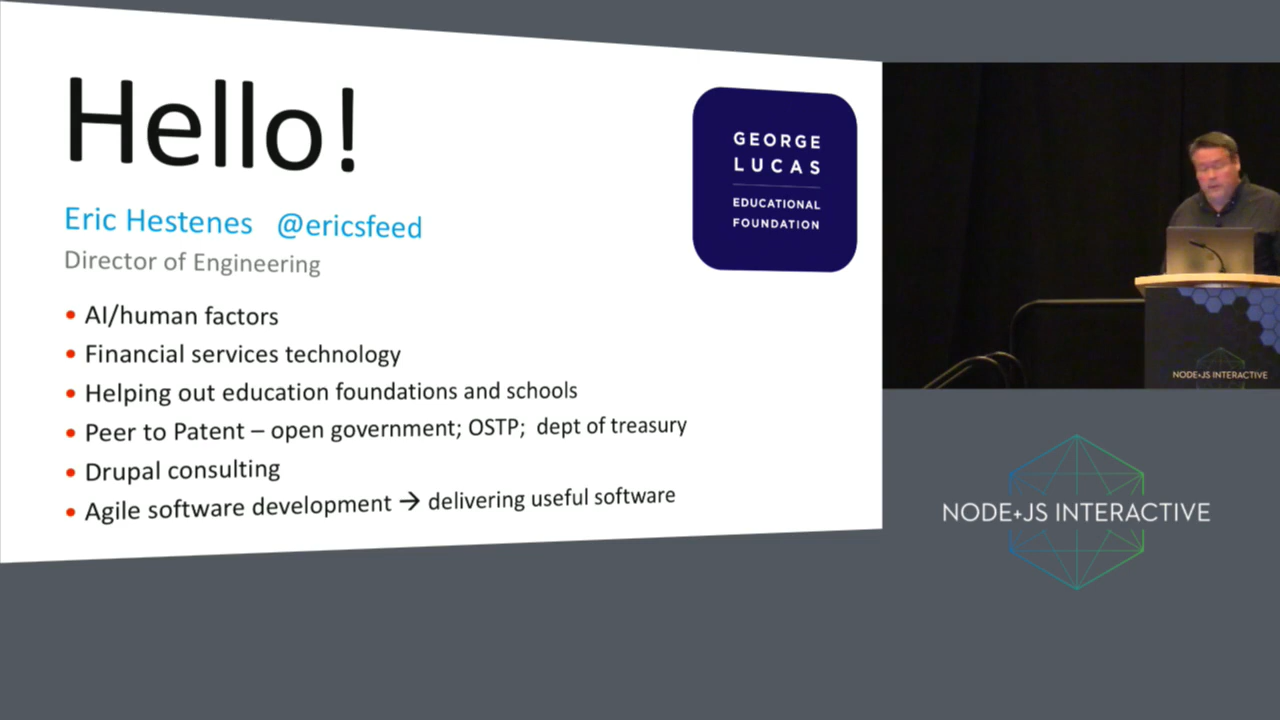 Hello!
Eric Hestenes @ericsfeed
Director of Engineering
• AI/human factors
• Financial services technology
• Helping out education foundations and schools
• Peer to Patent – open government; OSTP; dept of treasury
• Drupal consulting
• Agile software development → delivering useful software
GEORGE
LUCAS
EDUCATIONAL
FOUNDATION
NODE+JS INTERACTIVE
NODE+JS INTERACTIVE